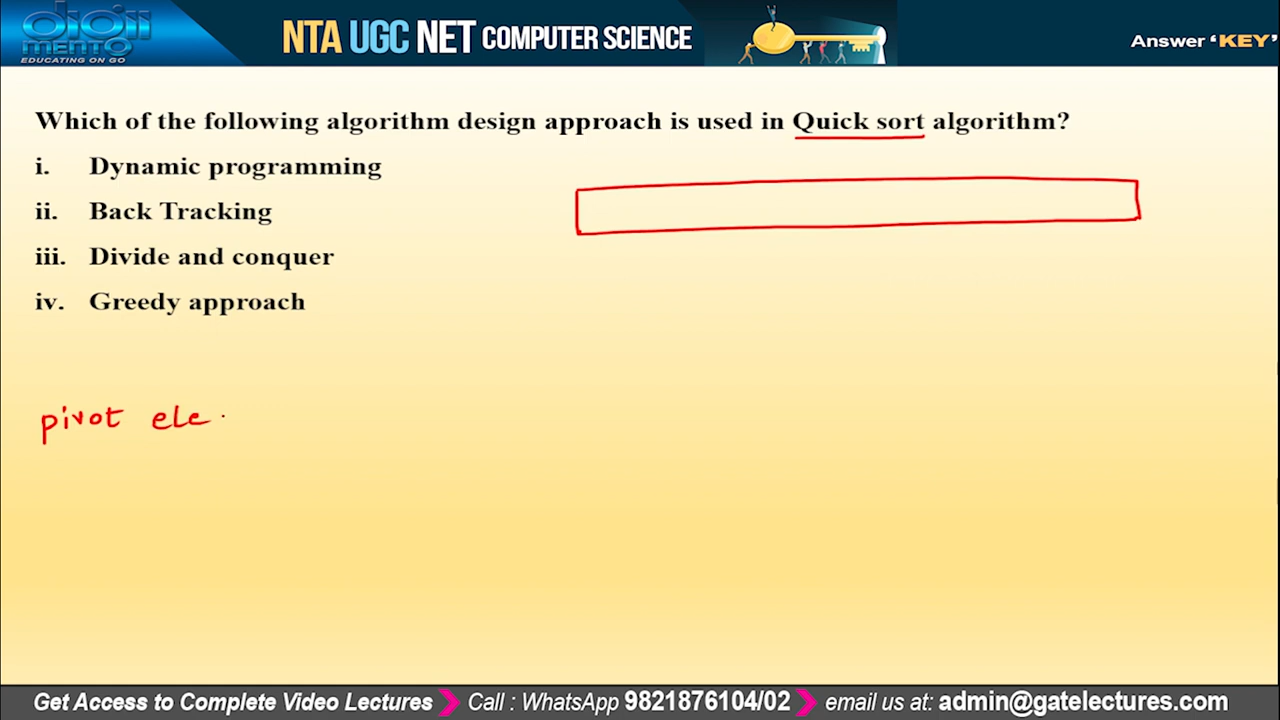 digii
MENTO
EDUCATING ON GO
NTA UGC NET COMPUTER SCIENCE
Answer ‘KEY’
Which of the following algorithm design approach is used in Quick sort algorithm?
i. Dynamic programming
ii. Back Tracking
iii. Divide and conquer
iv. Greedy approach
pivot ele
Get Access to Complete Video Lectures Call : WhatsApp 9821876104/02 email us at: admin@gatelectures.com